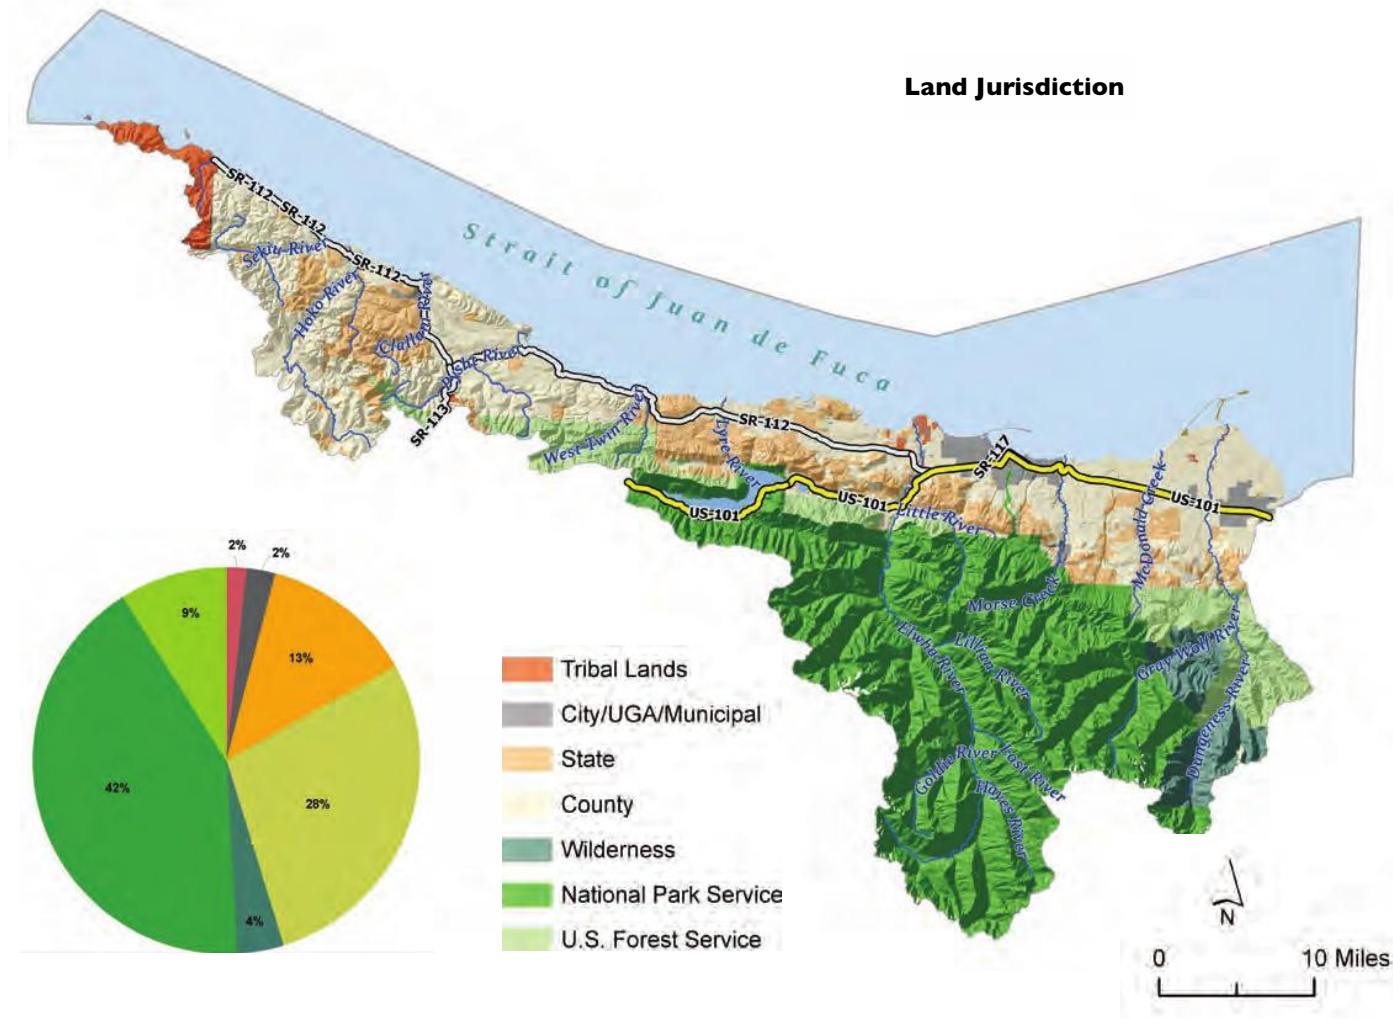 Land Jurisdiction
Strait of Juan de Fuca
SR-112
SR-112
SR-112
Sekiu River
Hoko River
Clallam River
Pysht River
SR-113
West Twin River
SR-112
Lyre River
SR-117
US-101
US-101
US-101
Little River
McDonald Creek
Morse Creek
Elwha River
Lillian River
Gray Wolf River
Dungeness River
Goldie River
Lost River
Hayes River
2%
2%
9%
13%
42%
28%
4%
Tribal Lands
City/UGA/Municipal
State
County
Wilderness
National Park Service
U.S. Forest Service
N
0 10 Miles